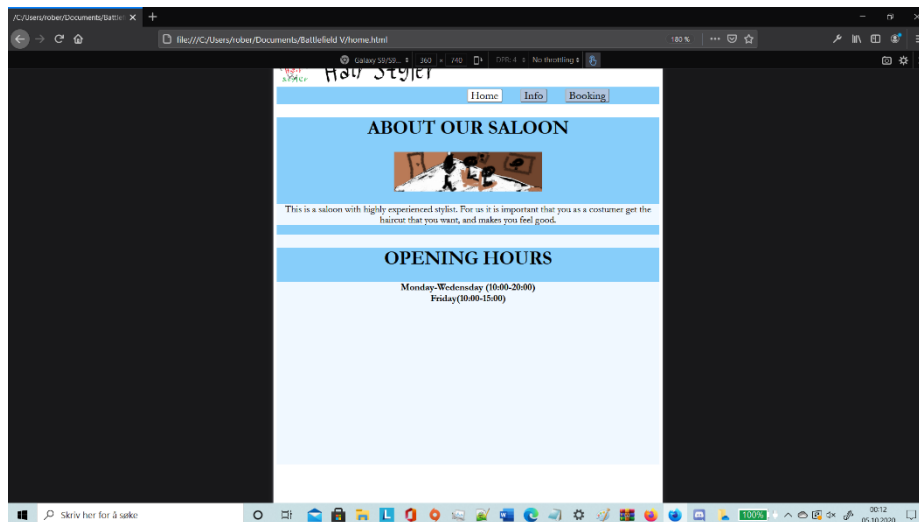 /C:/Users/rober/Documents/Battlef
file:///C:/Users/rober/Documents/Battlefield V/home.html
180 %
Galaxy S9/S9... 360 × 740 DPR: 4 No throttling
Hair Styler
Home Info Booking
ABOUT OUR SALOON
This is a saloon with highly experienced stylist. For us it is important that you as a costumer get the
haircut that you want, and makes you feel good.
OPENING HOURS
Monday-Wedensday (10:00-20:00)
Friday(10:00-15:00)
Skriv her for å søke
100%
00:12
05.10.2020